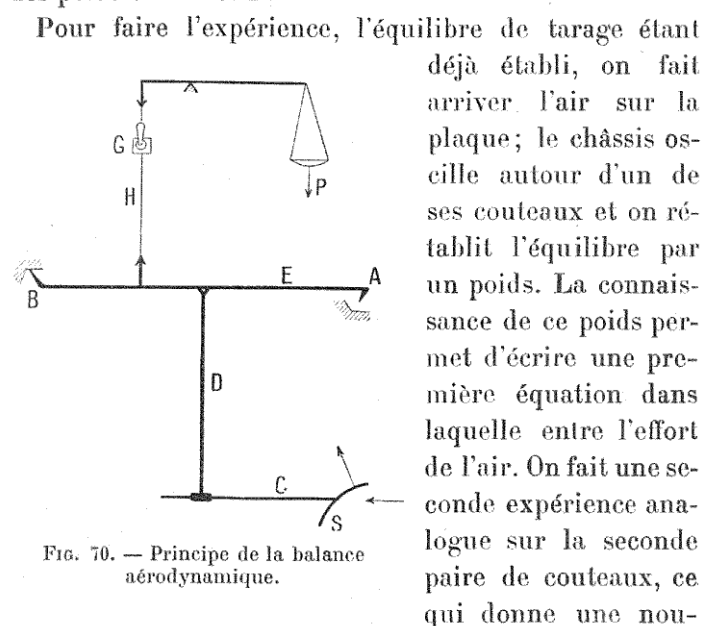 Pour faire l'expérience, l'équilibre de tarage étant
déjà établi, on fait
arriver l'air sur la
plaque; le châssis os-
cille autour d'un de
ses couteaux et on ré-
tablit l'équilibre par
un poids. La connais-
sance de ce poids per-
met d'écrire une pre-
mière équation dans
laquelle entre l'effort
de l'air. On fait une se-
conde expérience ana-
logue sur la seconde
paire de couteaux, ce
qui donne une nou-
G
P
H
E
A
B
D
C
S
FIG. 70. — Principe de la balance
aérodynamique.